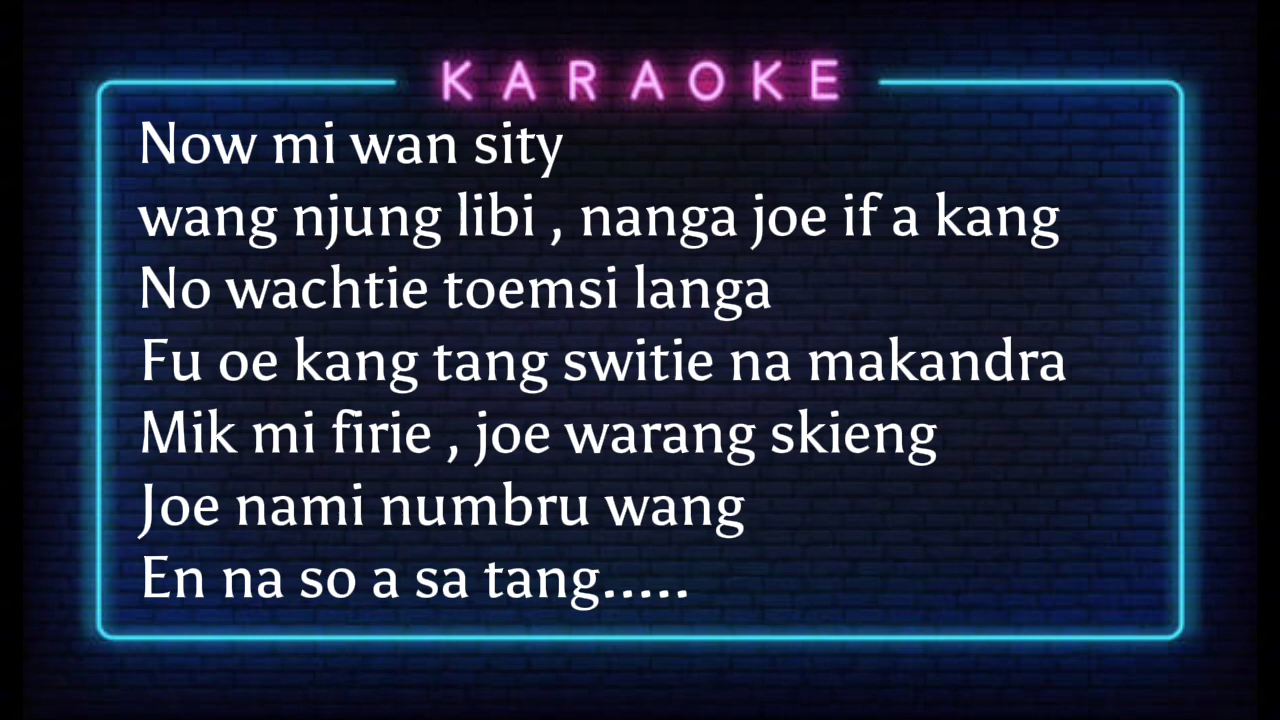 KARAOKE
Now mi wan sity
wang njung libi , nanga joe if a kang
No wachtie toemsi langa
Fu oe kang tang switie na makandra
Mik mi firie , joe warang skieng
Joe nami numbru wang
En na so a sa tang.....